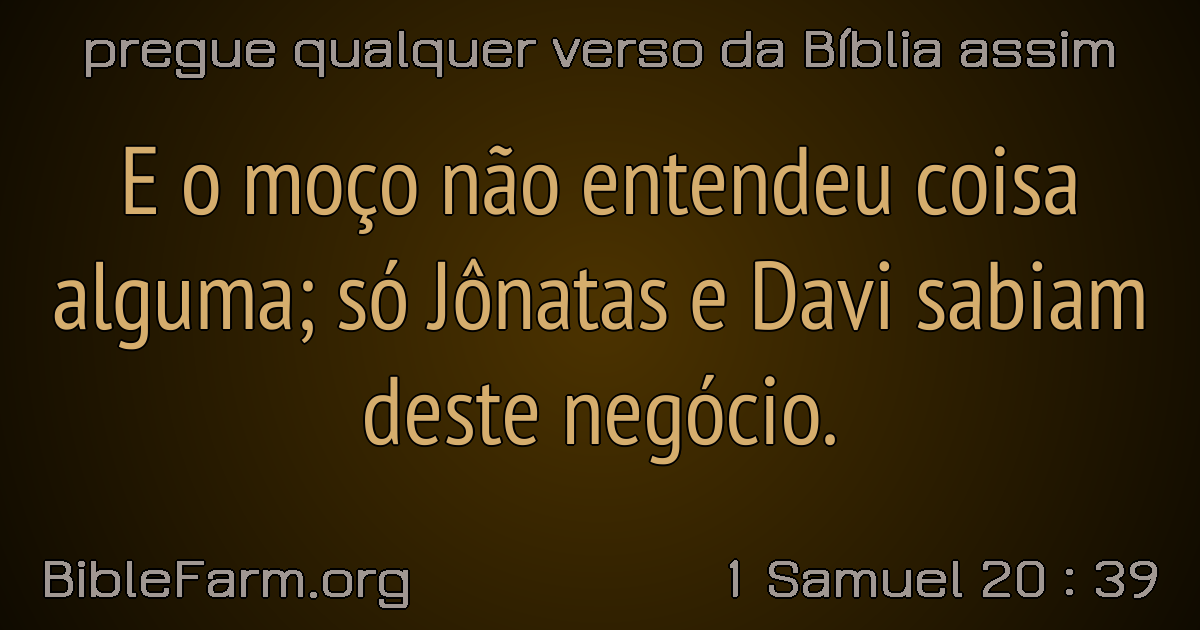 pregue qualquer verso da Bíblia assim
E o moço não entendeu coisa
alguma; só Jônatas e Davi sabiam
deste negócio.
BibleFarm.org
1 Samuel 20 : 39